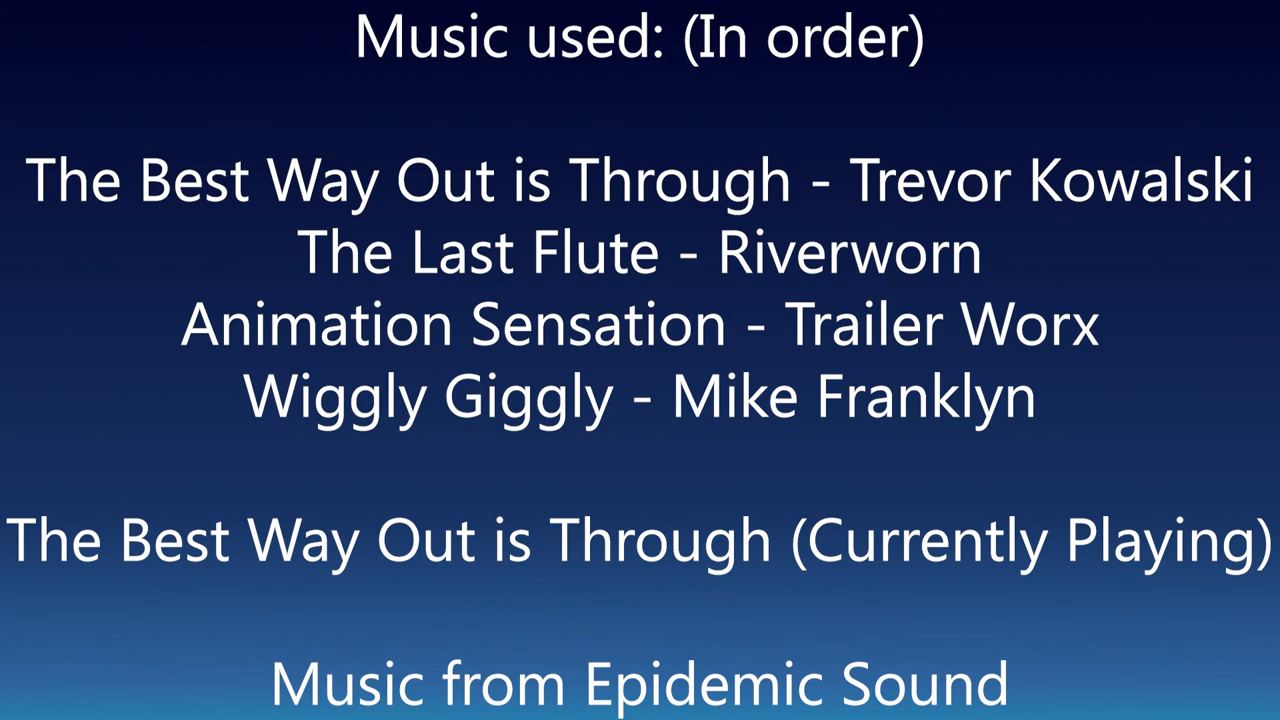 Music used: (In order)
The Best Way Out is Through - Trevor Kowalski
The Last Flute - Riverworn
Animation Sensation - Trailer Worx
Wiggly Giggly - Mike Franklyn
The Best Way Out is Through (Currently Playing)
Music from Epidemic Sound